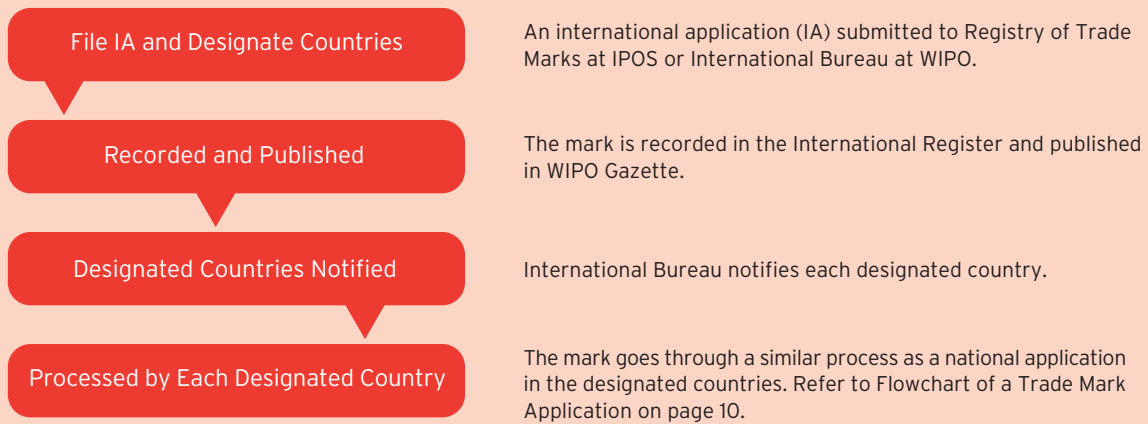 File IA and Designate Countries
An international application (IA) submitted to Registry of Trade
Marks at IPOS or International Bureau at WIPO.
Recorded and Published
The mark is recorded in the International Register and published
in WIPO Gazette.
Designated Countries Notified
International Bureau notifies each designated country.
Processed by Each Designated Country
The mark goes through a similar process as a national application
in the designated countries. Refer to Flowchart of a Trade Mark
Application on page 10.